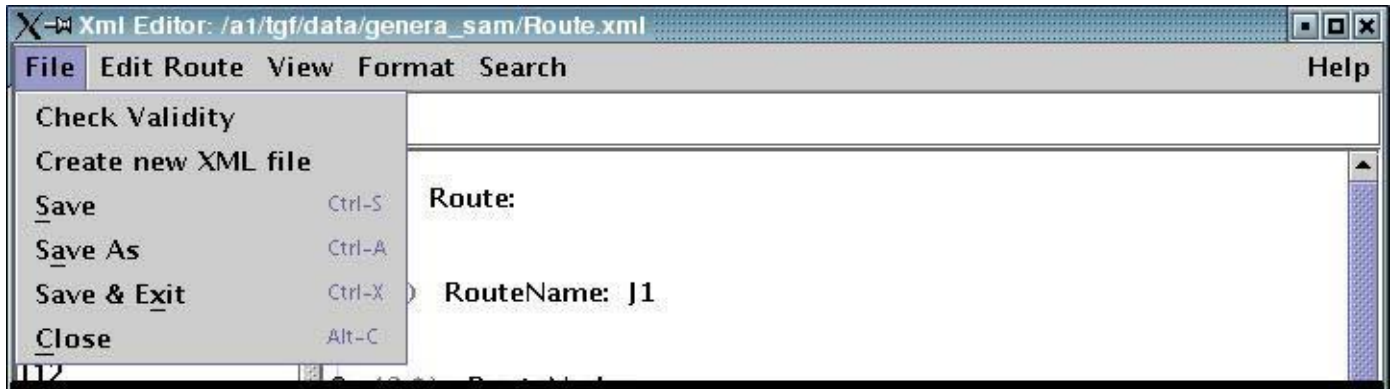 Xml Editor: /a1/tgf/data/genera_sam/Route.xml
File Edit Route View Format Search Help
Check Validity
Create new XML file
Save Ctrl-S
Save As Ctrl-A
Save & Exit Ctrl-X
Close Alt-C
Route:
) RouteName: J1
J12